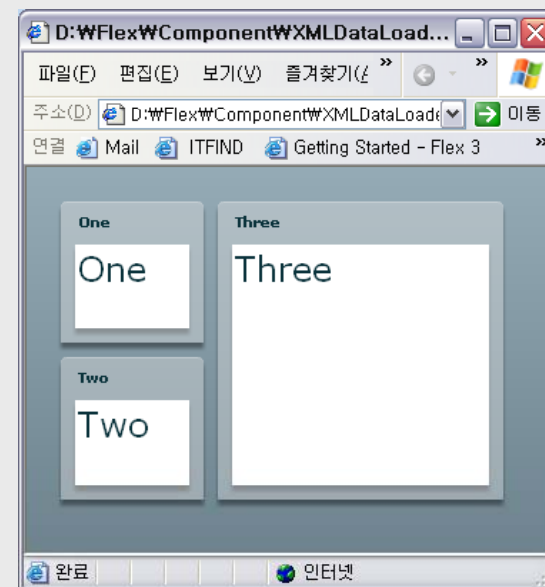 D:₩Flex₩Component₩XMLDataLoad...
파일(F) 편집(E) 보기(V) 즐겨찾기(
주소(D) D:₩Flex₩Component₩XMLDataLoade 이동
연결 Mail ITFIND Getting Started - Flex 3
One
One
Two
Two
Three
Three
완료 인터넷